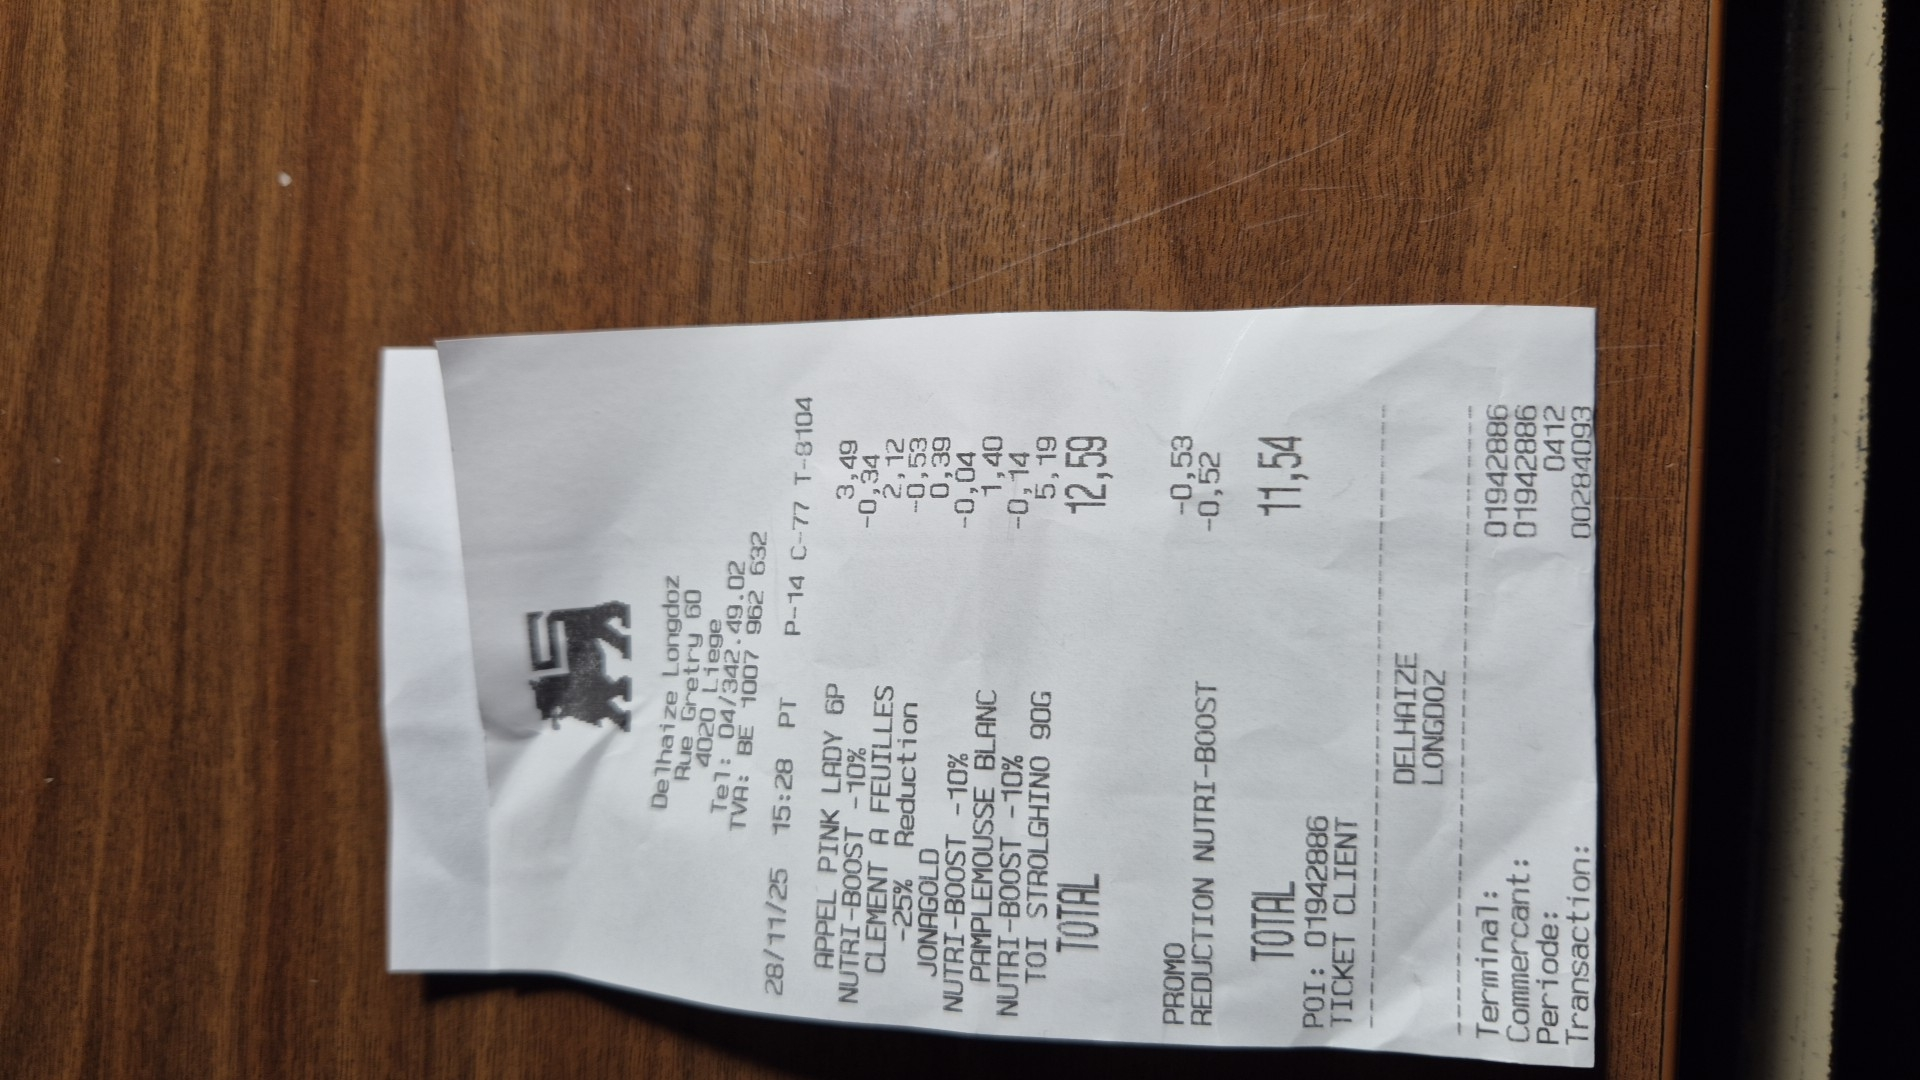 Delhaize Longdoz
Rue Gretry 60
4020 Liege
Tel: 04/342.49.02
TVA: BE 1007 962 632
28/11/25 15:28 PT P-14 C-77 T-8104
APPEL PINK LADY 6P 3,49
NUTRI-BOOST -10% -0,34
CLEMENT A FEUILLES 2,12
-25% Reduction -0,53
JONAGOLD 0,39
NUTRI-BOOST -10% -0,04
PAMPLEMOUSSE BLANC 1,40
NUTRI-BOOST -10% -0,14
TOI STROLGHINO 90G 5,19
TOTAL 12,59
PROMO -0,53
REDUCTION NUTRI-BOOST -0,52
TOTAL 11,54
POI: 01942886
TICKET CLIENT
--------------------------------
DELHAIZE
LONGDOZ
--------------------------------
Terminal: 01942886
Commercant: 01942886
Periode: 0412
Transaction: 00284093